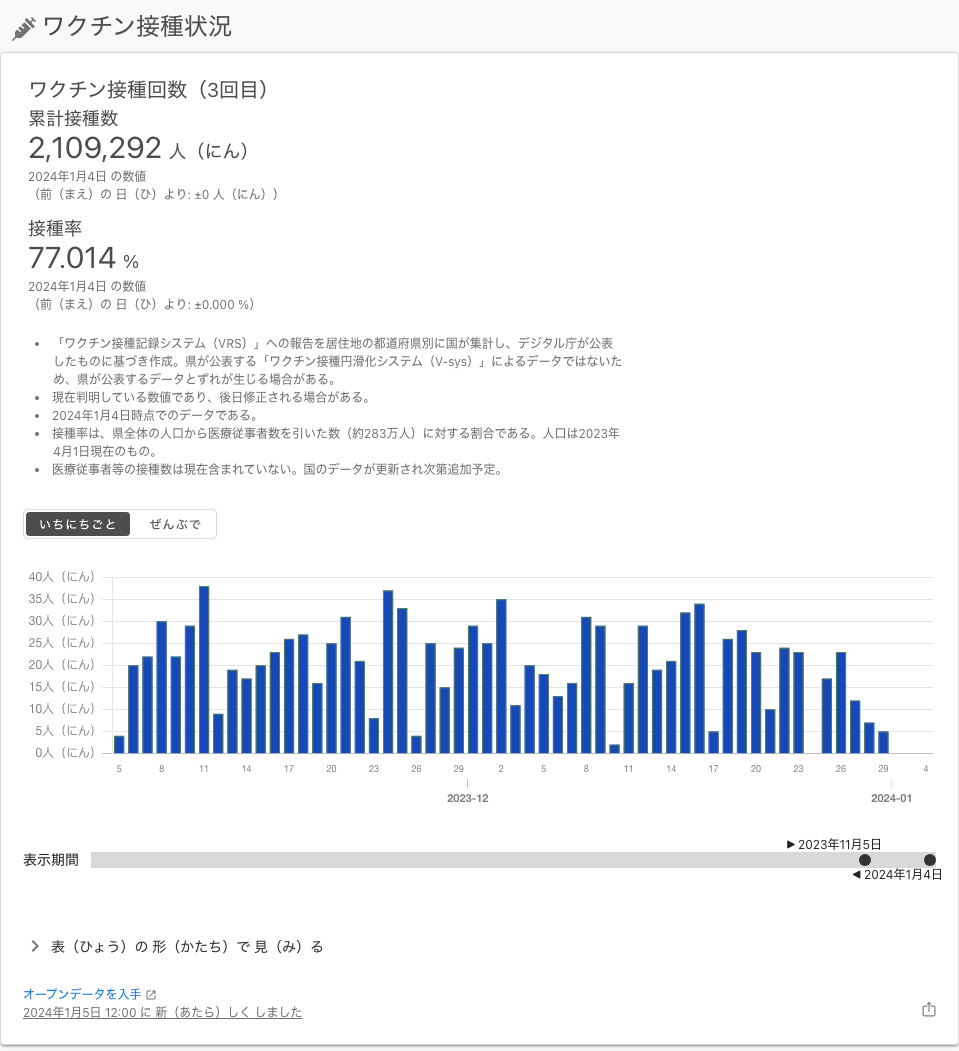 ワクチン接種状況
ワクチン接種回数（3回目）
累計接種数
2,109,292 人（にん）
2024年1月4日 の数値
（前（まえ）の 日（ひ）より: ±0 人（にん））
接種率
77.014 %
2024年1月4日 の数値
（前（まえ）の 日（ひ）より: ±0.000 %）
• 「ワクチン接種記録システム（VRS）」への報告を居住地の都道府県別に国が集計し、デジタル庁が公表
したものに基づき作成。県が公表する「ワクチン接種円滑化システム（V-sys）」によるデータではないた
め、県が公表するデータとずれが生じる場合がある。
• 現在判明している数値であり、後日修正される場合がある。
• 2024年1月4日時点でのデータである。
• 接種率は、県全体の人口から医療従事者数を引いた数（約283万人）に対する割合である。人口は2023年
4月1日現在のもの。
• 医療従事者等の接種数は現在含まれていない。国のデータが更新され次第追加予定。
いちにちごと ぜんぶで
40人（にん）
35人（にん）
30人（にん）
25人（にん）
20人（にん）
15人（にん）
10人（にん）
5人（にん）
0人（にん）
5 8 11 14 17 20 23 26 29 2 5 8 11 14 17 20 23 26 29 4
2023-12 2024-01
▶ 2023年11月5日
表示期間
◀ 2024年1月4日
表（ひょう）の 形（かたち）で 見（み）る
オープンデータを入手
2024年1月5日 12:00 に 新（あたら）しく しました